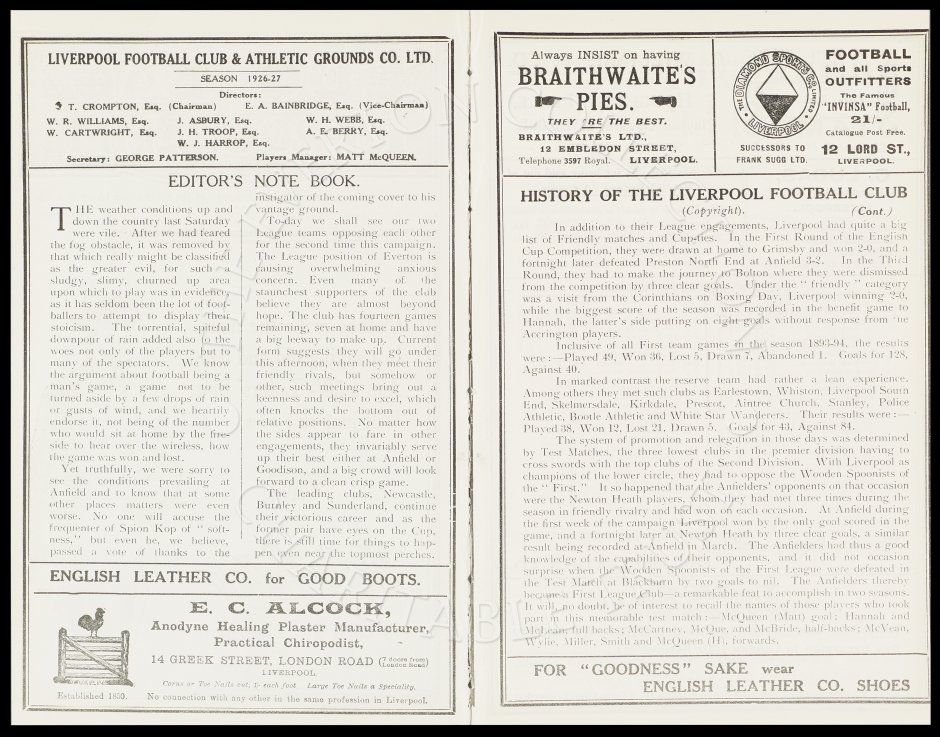 LIVERPOOL FOOTBALL CLUB & ATHLETIC GROUNDS CO. LTD.
SEASON 1926-27
Directors:
T. CROMPTON, Esq. (Chairman) E. A. BAINBRIDGE, Esq. (Vice-Chairman)
W. R. WILLIAMS, Esq. J. ASBURY, Esq. W. H. WEBB, Esq.
W. CARTWRIGHT, Esq. J. H. TROOP, Esq. A. E. BERRY, Esq.
W. J. HARROP, Esq.
Secretary: GEORGE PATTERSON. Players Manager: MATT McQUEEN.
EDITOR'S NOTE BOOK.
THE weather conditions up and
down the country last Saturday
were vile. After we had feared
the fog obstacle, it was removed by
that which really might be classified
as the greater evil, for such a
sludgy, slimy, churned up area
upon which to play was in evidence,
as it has seldom been the lot of foot-
ballers to attempt to display their
stoicism. The torrential, spiteful
downpour of rain added also to the
woes not only of the players but to
many of the spectators. We know
the argument about football being a
man's game, a game not to be
turned aside by a few drops of rain
or gusts of wind, and we heartily
endorse it, not being of the number
who would sit at home by the fire-
side to hear over the wireless, how
the game was won and lost.
Yet truthfully, we were sorry to
see the conditions prevailing at
Anfield and to know that at some
other places matters were even
worse. No one will accuse the
frequenter of Spion Kop of "soft-
ness," but even he, we believe,
passed a vote of thanks to the
instigator of the coming cover to his
vantage ground.
To-day we shall see our two
League teams opposing each other
for the second time this campaign.
The League position of Everton is
causing overwhelming anxious
concern. Even many of the
staunchest supporters of the club
believe they are almost beyond
hope. The club has fourteen games
remaining, seven at home and have
a big leeway to make up. Current
form suggests they will go under
this afternoon, when they meet their
friendly rivals, but somehow or
other, such meetings bring out a
keenness and desire to excel, which
often knocks the bottom out of
relative positions. No matter how
the sides appear to fare in other
engagements, they invariably serve
up their best either at Anfield or
Goodison, and a big crowd will look
forward to a clean crisp game.
The leading clubs, Newcastle,
Burnley and Sunderland, continue
their victorious career and as the
former pair have eyes on the Cup,
there is still time for things to hap-
pen even near the topmost perches.
ENGLISH LEATHER CO. for GOOD BOOTS.
E. C. ALCOCK,
Anodyne Healing Plaster Manufacturer,
Practical Chiropodist,
14 GREEK STREET, LONDON ROAD (7 doors from London Road)
LIVERPOOL.
Corns or Toe Nails cut, 1/- each foot Large Toe Nails a Speciality.
Established 1850. No connection with any other in the same profession in Liverpool.
Always INSIST on having
BRAITHWAITE'S
PIES.
THEY ARE THE BEST.
BRAITHWAITE'S LTD.,
12 EMBLEDON STREET,
Telephone 3597 Royal. LIVERPOOL.
THE DIAMOND SPORTS CO. LIMITED
LIVERPOOL
SUCCESSORS TO
FRANK SUGG LTD.
FOOTBALL
and all Sports
OUTFITTERS
The Famous
"INVINSA" Football,
21/-
Catalogue Post Free.
12 LORD ST.,
LIVERPOOL.
HISTORY OF THE LIVERPOOL FOOTBALL CLUB
(Copyright). (Cont.)
In addition to their League engagements, Liverpool had quite a big
list of Friendly matches and Cup-ties. In the First Round of the English
Cup Competition, they were drawn at home to Grimsby and won 2-0, and a
fortnight later defeated Preston North End at Anfield 3-2. In the Third
Round, they had to make the journey to Bolton where they were dismissed
from the competition by three clear goals. Under the "friendly" category
was a visit from the Corinthians on Boxing Day, Liverpool winning 2-0,
while the biggest score of the season was recorded in the benefit game to
Hannah, the latter's side putting on eight goals without response from the
Accrington players.
Inclusive of all First team games in the season 1893-94, the results
were :—Played 49, Won 36, Lost 5, Drawn 7, Abandoned 1. Goals for 128,
Against 40.
In marked contrast the reserve team had rather a lean experience.
Among others they met such clubs as Earlestown, Whiston, Liverpool South
End, Skelmersdale, Kirkdale, Prescot, Aintree Church, Stanley, Police
Athletic, Bootle Athletic and White Star Wanderers. Their results were :—
Played 38, Won 12, Lost 21, Drawn 5. Goals for 43, Against 84.
The system of promotion and relegation in those days was determined
by Test Matches, the three lowest clubs in the premier division having to
cross swords with the top clubs of the Second Division. With Liverpool as
champions of the lower circle, they had to oppose the Wooden Spoonists of
the "First." It so happened that the Anfielders' opponents on that occasion
were the Newton Heath players, whom they had met three times during the
season in friendly rivalry and had won on each occasion. At Anfield during
the first week of the campaign Liverpool won by the only goal scored in the
game, and a fortnight later at Newton Heath by three clear goals, a similar
result being recorded at Anfield in March. The Anfielders had thus a good
knowledge of the capabilities of their opponents, and it did not occasion
surprise when the Wooden Spoonists of the First League were defeated in
the Test Match at Blackburn by two goals to nil. The Anfielders thereby
became a First League Club—a remarkable feat to accomplish in two seasons.
It will, no doubt, be of interest to recall the names of those players who took
part in this memorable test match :—McQueen (Matt) goal; Hannah and
McLean, full backs; McCartney, McQue, and McBride, half-backs; McVean,
Wylie, Miller, Smith and McQueen (H), forwards.
FOR "GOODNESS" SAKE wear
ENGLISH LEATHER CO. SHOES